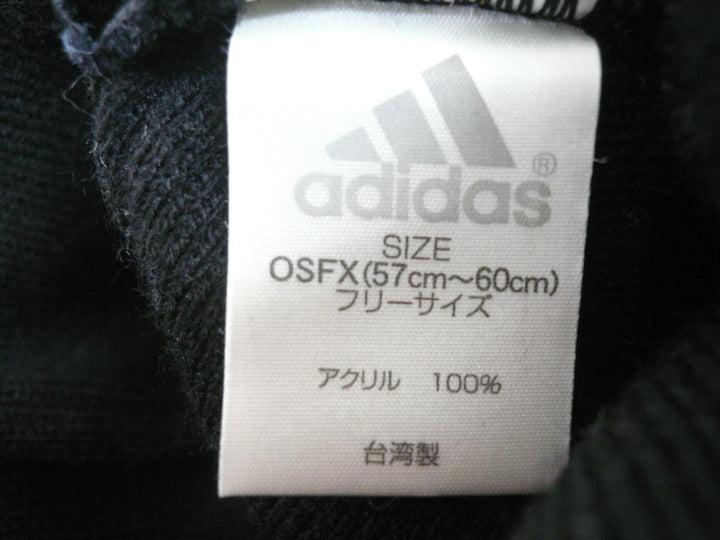 adidas®
SIZE
OSFX(57cm～60cm)
フリーサイズ
アクリル 100%
台湾製